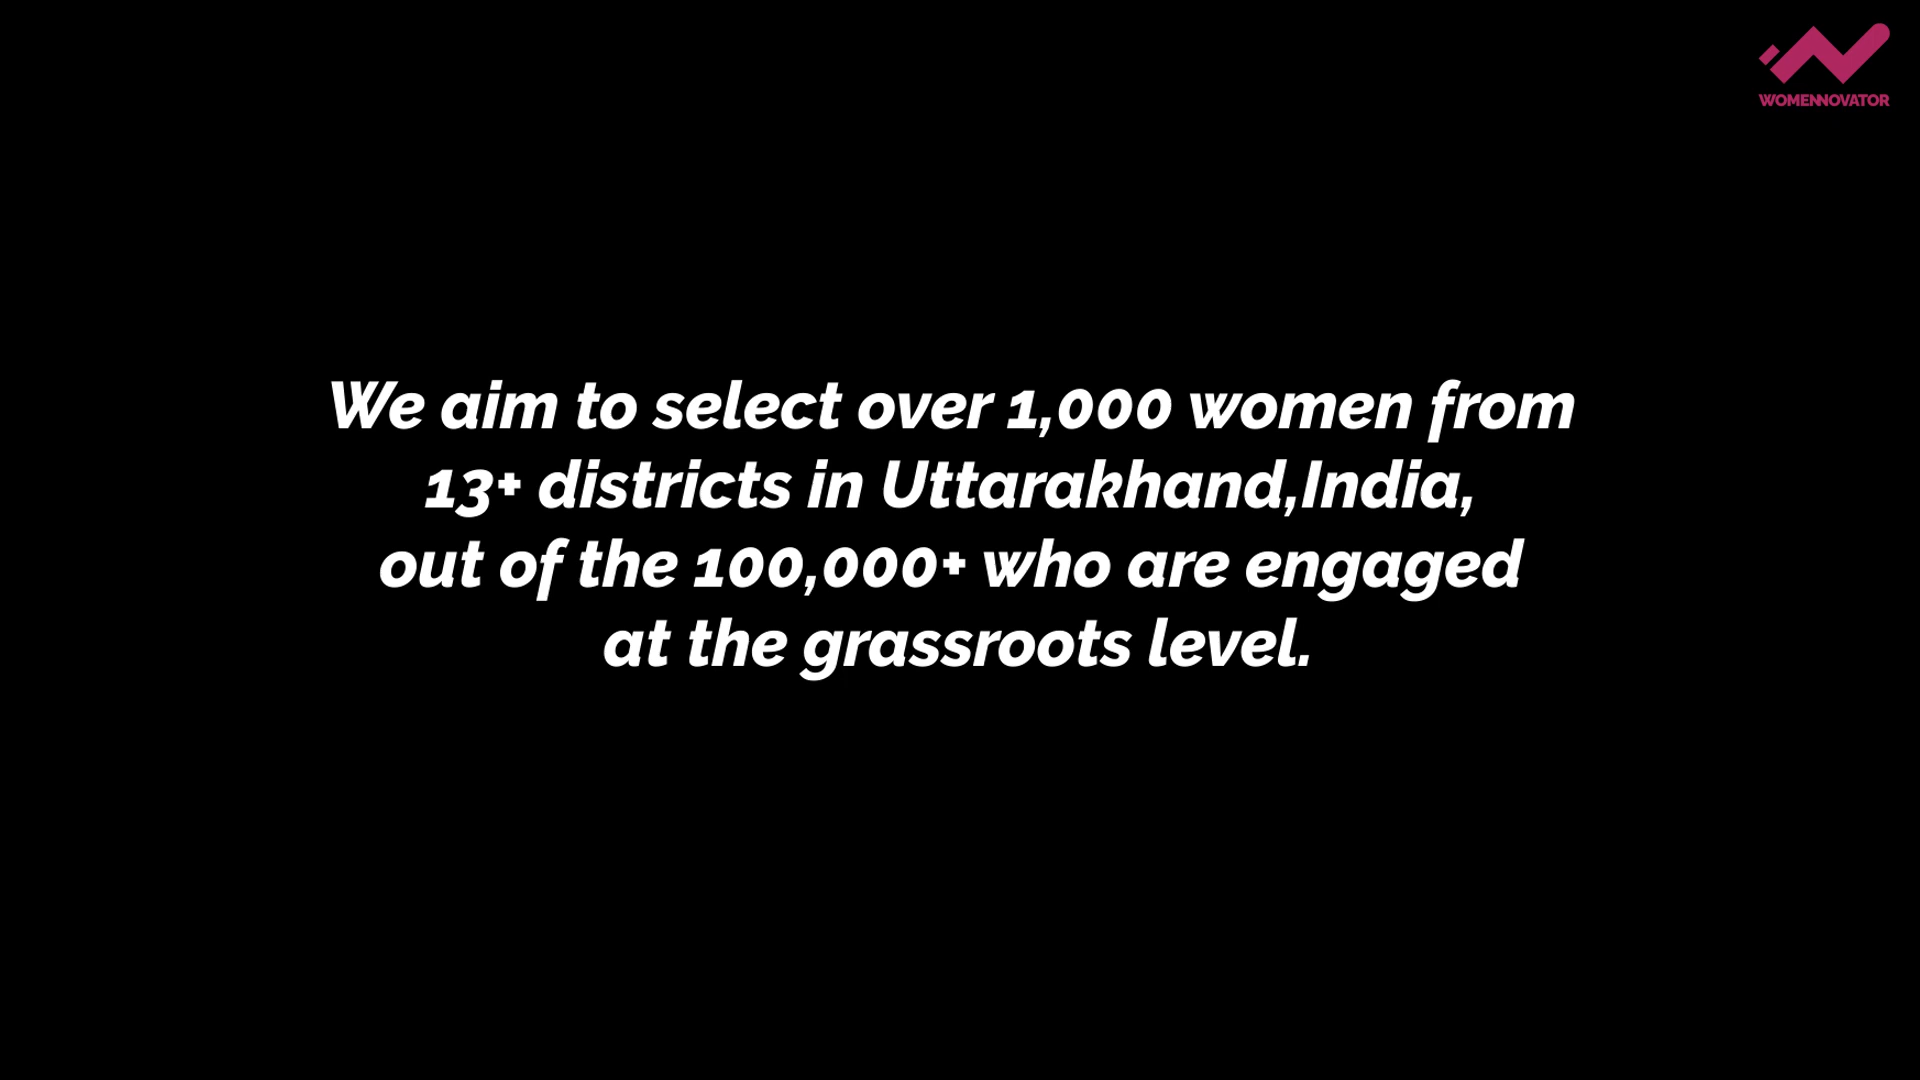 WOMENNOVATOR
We aim to select over 1,000 women from
13+ districts in Uttarakhand,India,
out of the 100,000+ who are engaged
at the grassroots level.